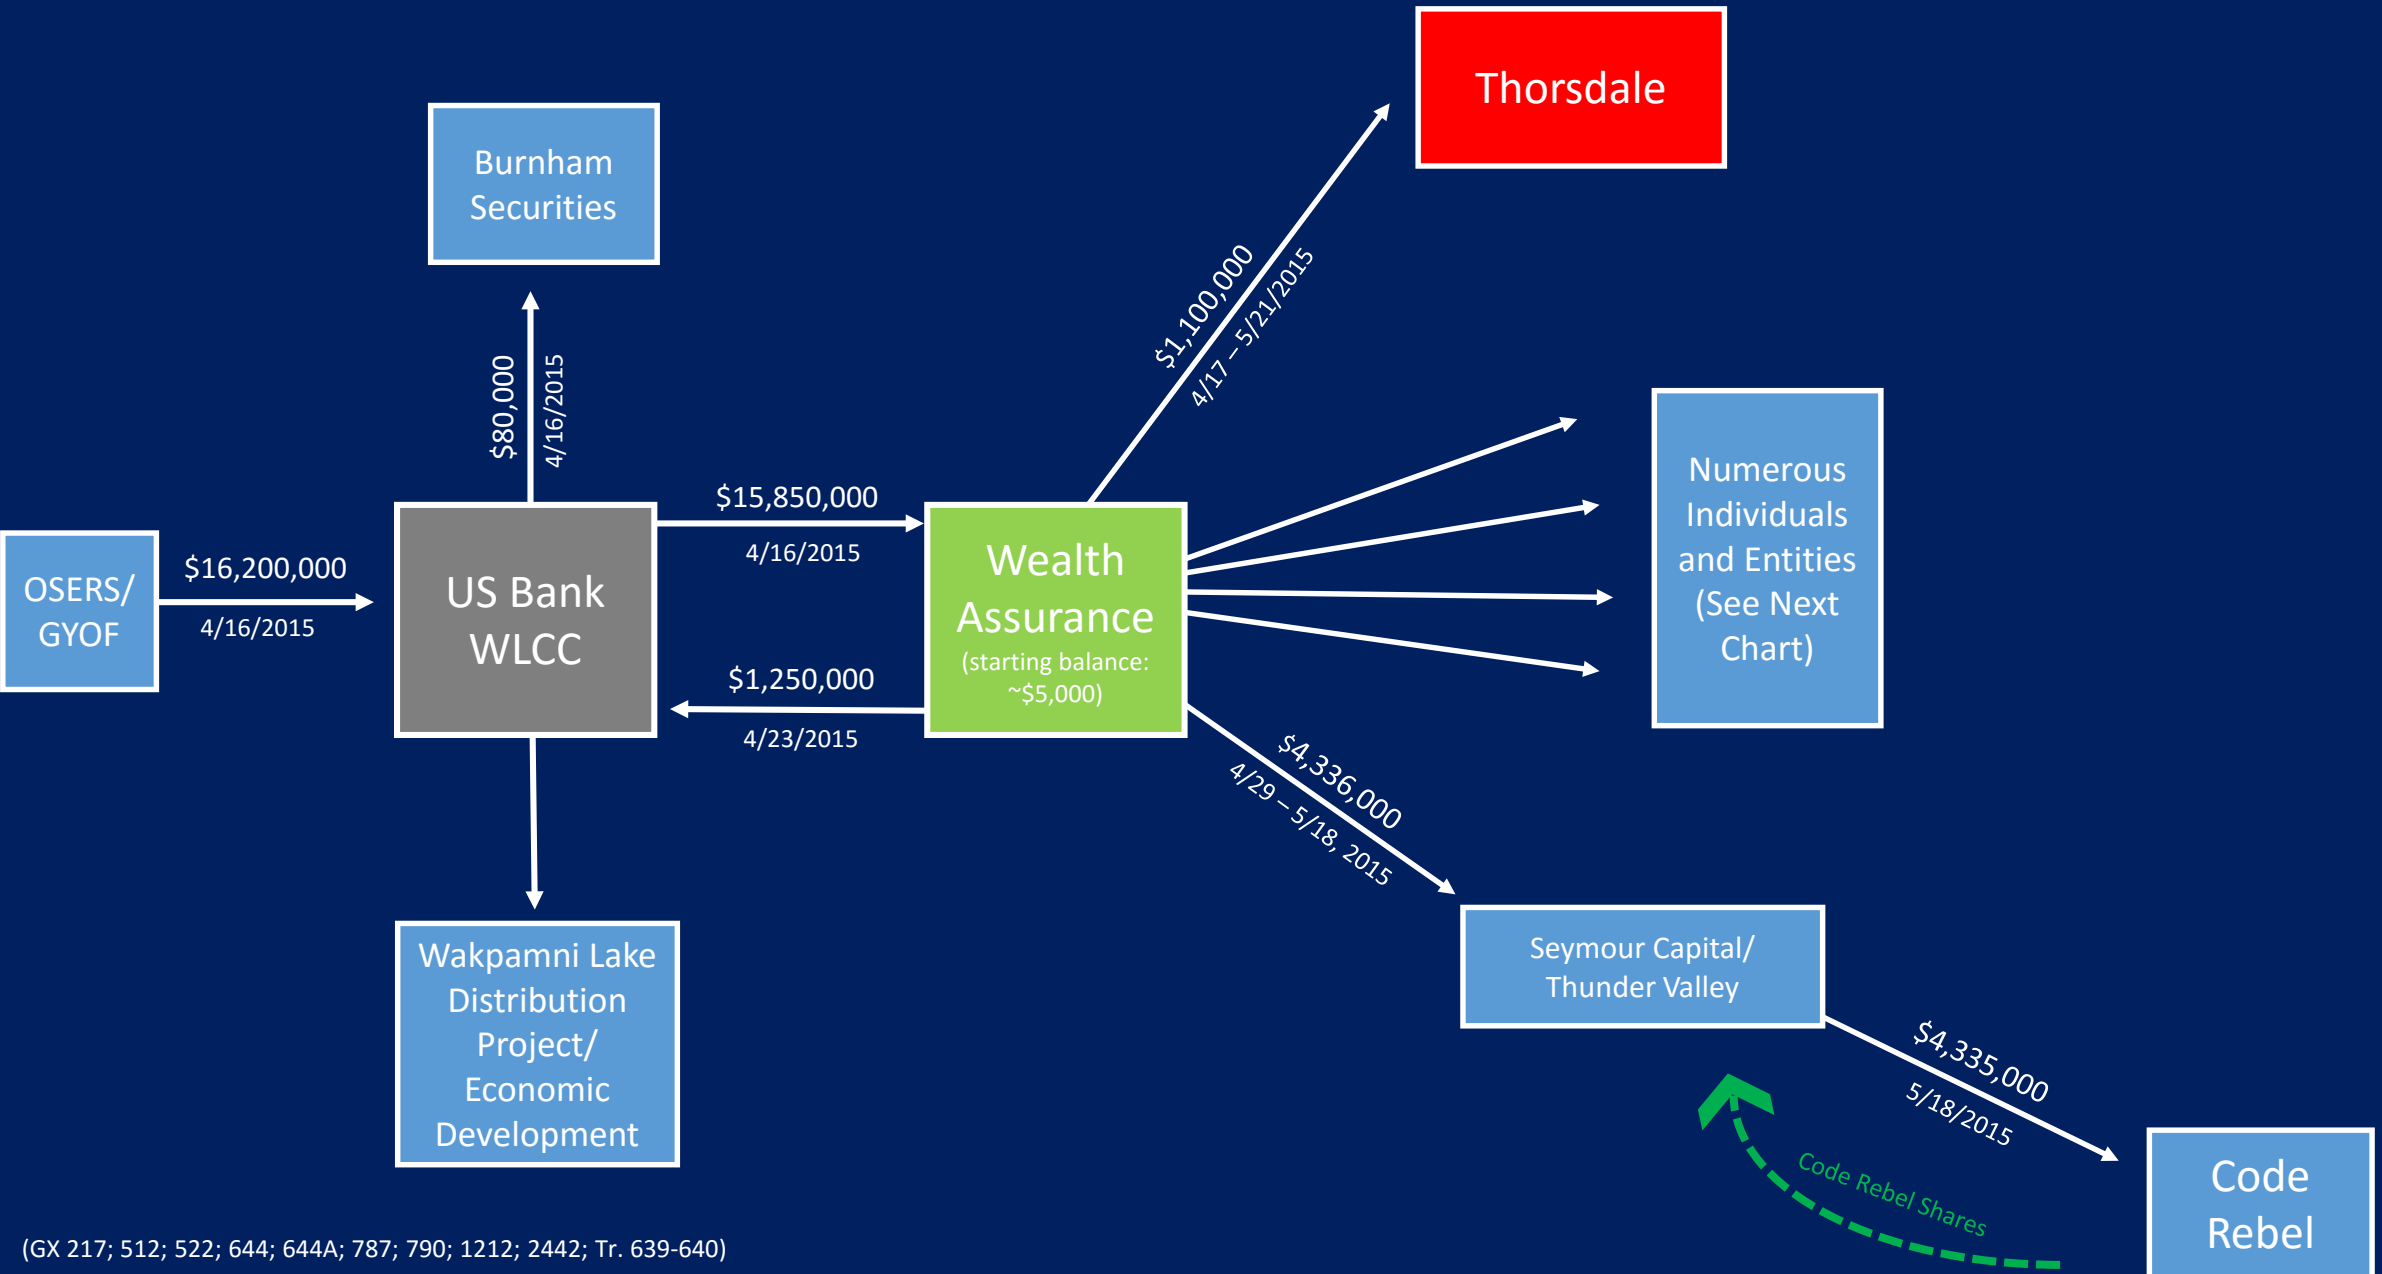 Thorsdale
Burnham
Securities
$80,000
4/16/2015
$1,100,000
4/17 – 5/21/2015
OSERS/
GYOF
$16,200,000
4/16/2015
US Bank
WLCC
$15,850,000
4/16/2015
$1,250,000
4/23/2015
Wealth
Assurance
(starting balance:
~$5,000)
Numerous
Individuals
and Entities
(See Next
Chart)
$4,336,000
4/29 – 5/18, 2015
Wakpamni Lake
Distribution
Project/
Economic
Development
Seymour Capital/
Thunder Valley
$4,335,000
5/18/2015
Code Rebel Shares
Code
Rebel
(GX 217; 512; 522; 644; 644A; 787; 790; 1212; 2442; Tr. 639-640)